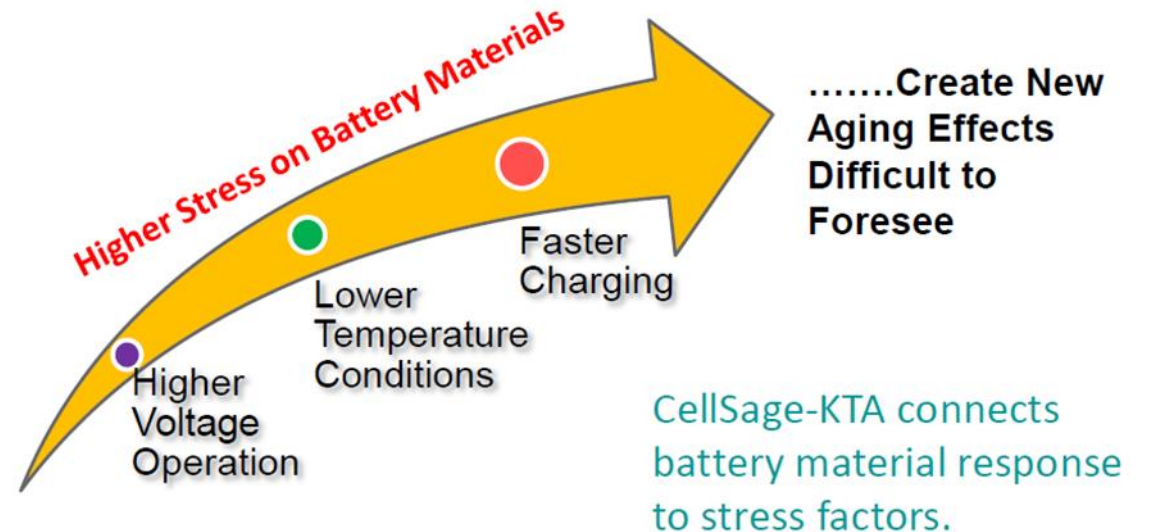 Higher Stress on Battery Materials
.......Create New
Aging Effects
Difficult to
Foresee
Faster
Charging
Lower
Temperature
Conditions
Higher
Voltage
Operation
CellSage-KTA connects
battery material response
to stress factors.